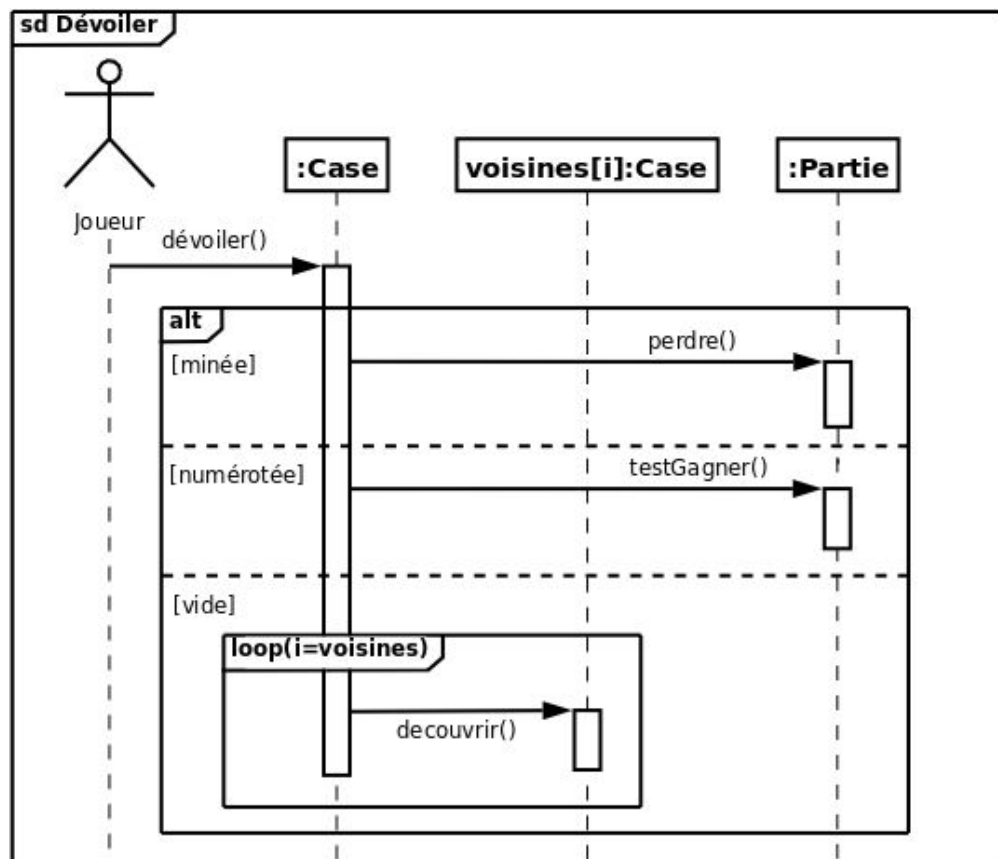 sd Dévoiler
:Case
voisines[i]:Case
:Partie
Joueur
dévoiler()
alt
[minée]
perdre()
[numérotée]
testGagner()
[vide]
loop(i=voisines)
decouvrir()